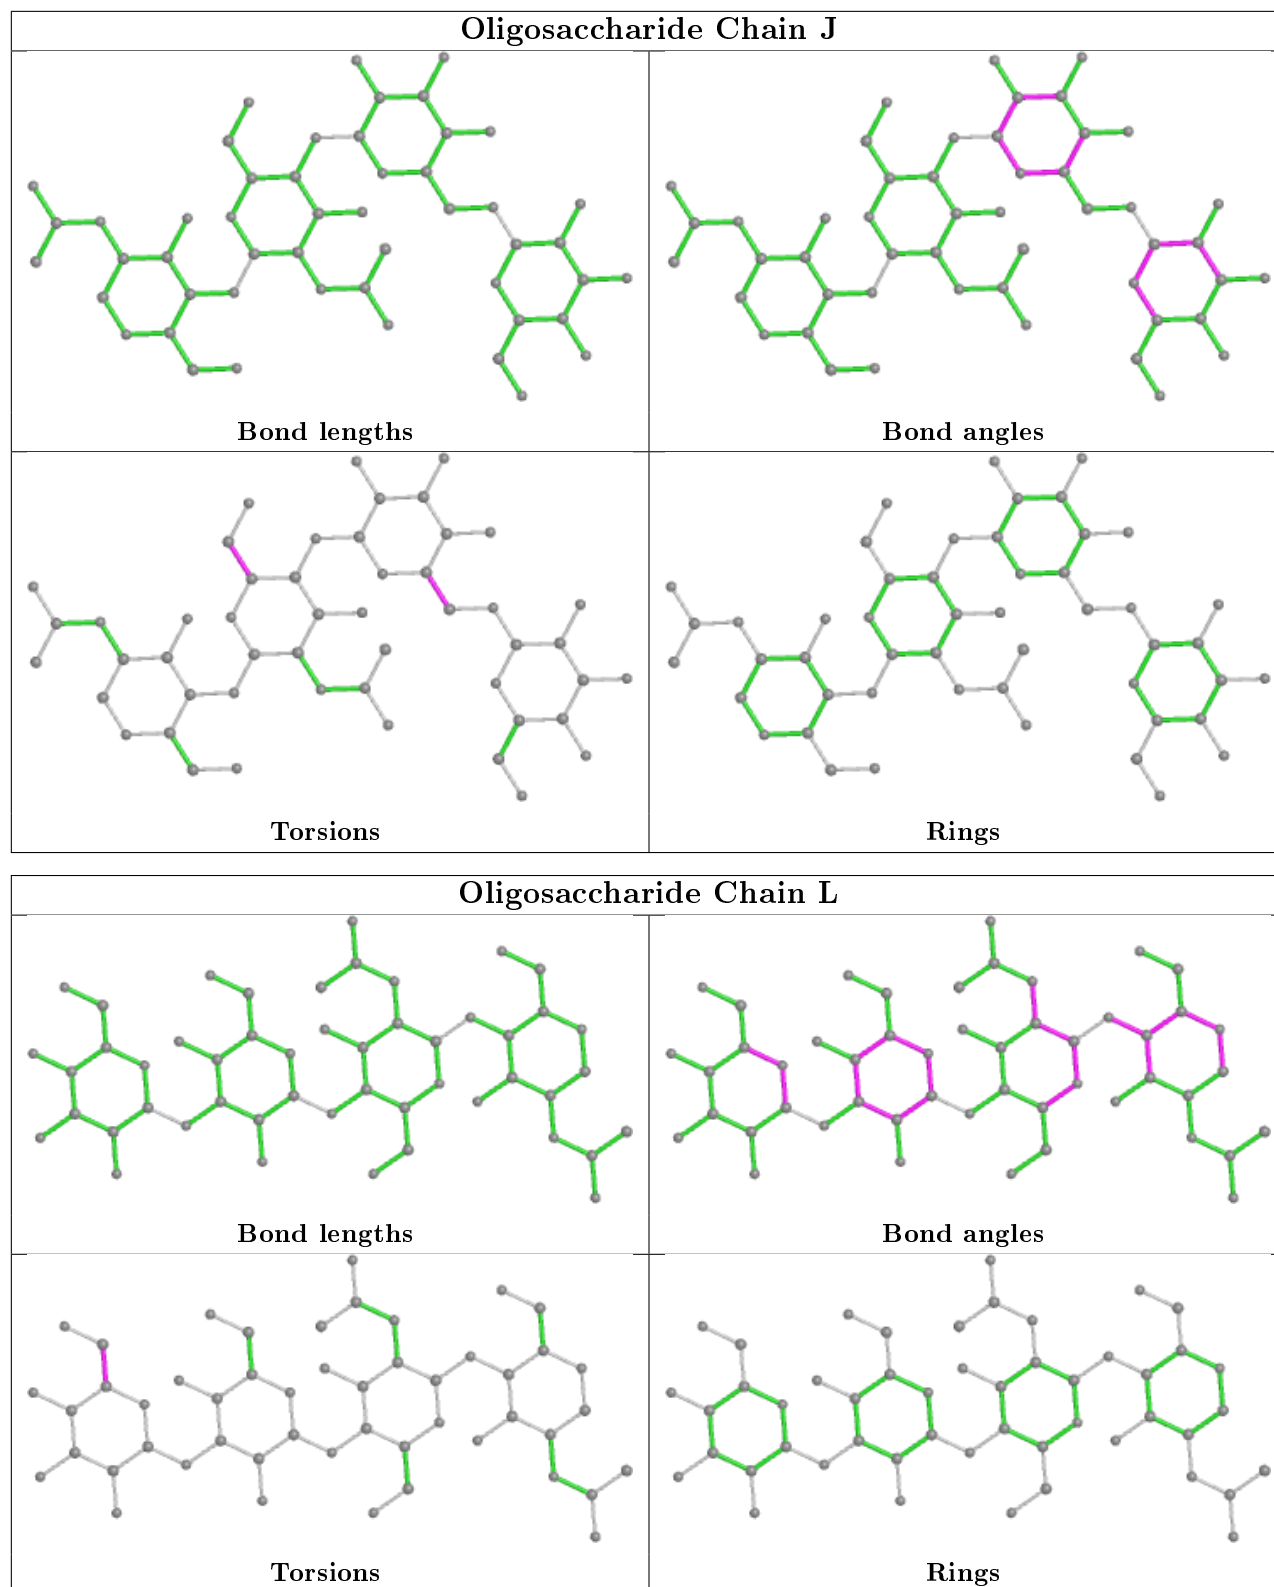 Oligosaccharide Chain J
Bond lengths
Bond angles
Torsions
Rings
Oligosaccharide Chain L
Bond lengths
Bond angles
Torsions
Rings